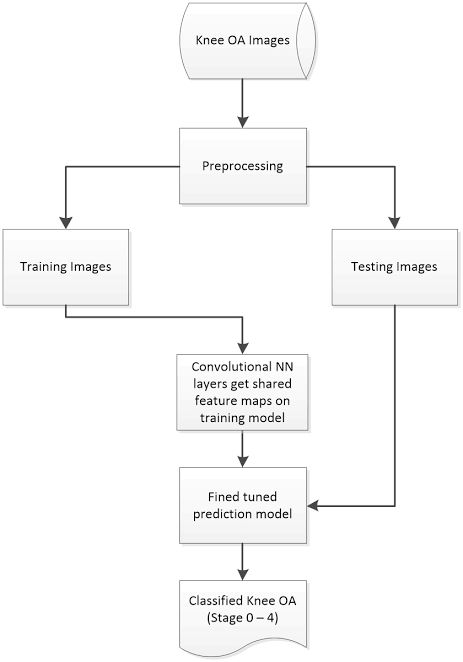 Knee OA Images
Preprocessing
Training Images
Testing Images
Convolutional NN
layers get shared
feature maps on
training model
Fined tuned
prediction model
Classified Knee OA
(Stage 0 – 4)